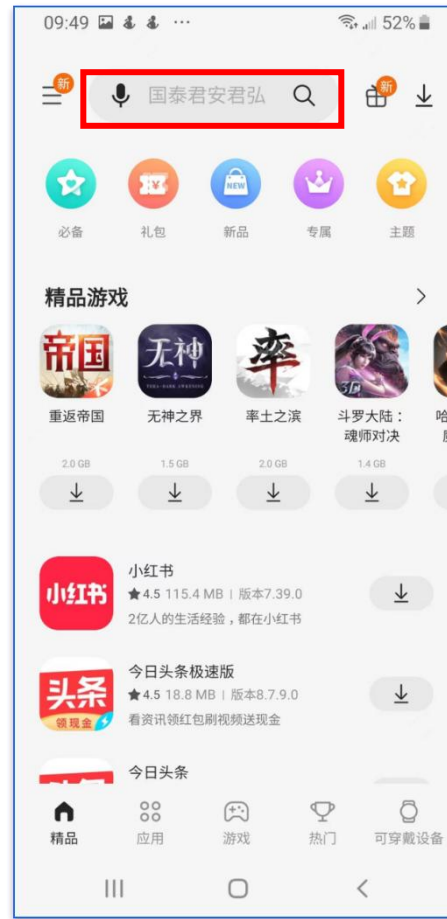 09:49 52%
新 新
国泰君安君弘
¥ NEW
必备 礼包 新品 专属 主题
精品游戏
帝国 无神 率 3D
重返帝国 无神之界 率土之滨 斗罗大陆：
魂师对决
2.0 GB 1.5 GB 2.0 GB 1.4 GB
小红书
小红书
★4.5 115.4 MB | 版本7.39.0
2亿人的生活经验，都在小红书
头条
领现金
今日头条极速版
★4.5 18.8 MB | 版本8.7.9.0
看资讯领红包刷视频送现金
今日头条
精品 应用 游戏 热门 可穿戴设备